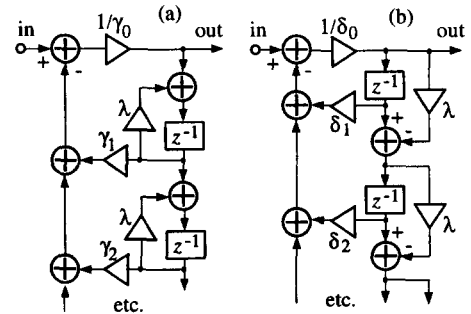 in
+
-
1/γ0
(a)
out
λ
z⁻¹
γ1
λ
z⁻¹
γ2
etc.
in
+
-
1/δ0
(b)
out
z⁻¹
λ
δ1
+
-
z⁻¹
λ
δ2
+
-
etc.